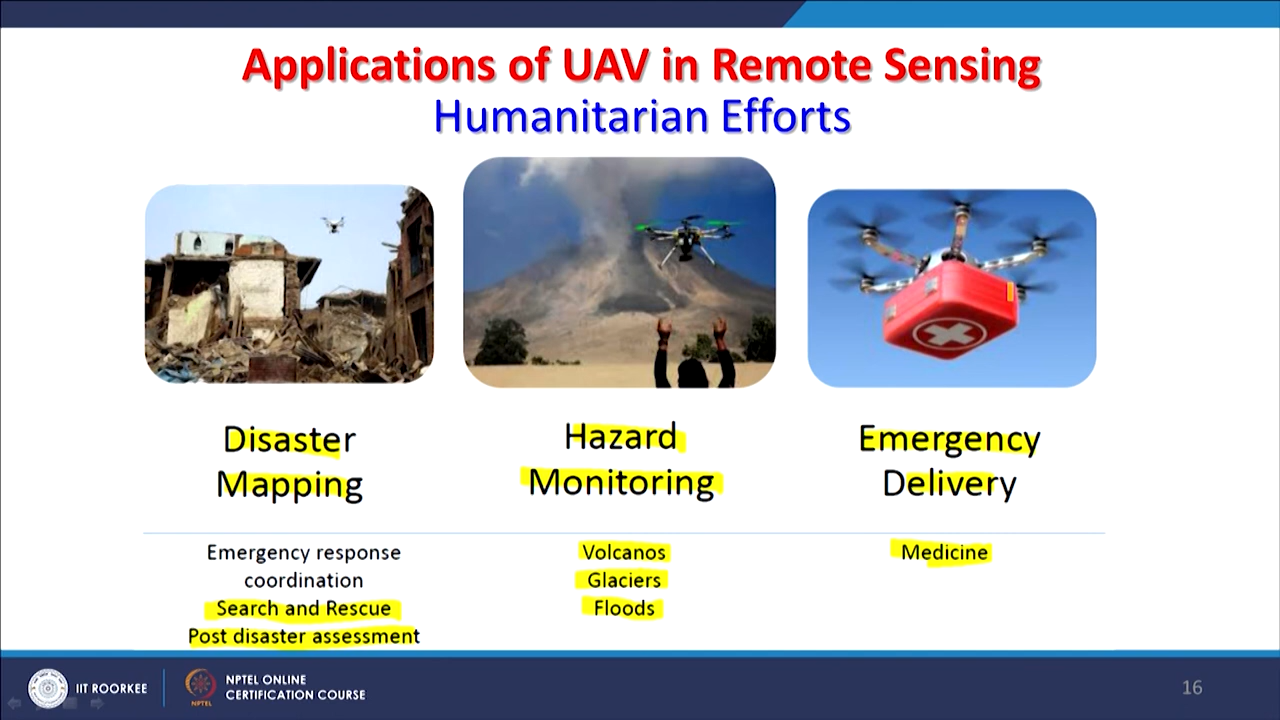 Applications of UAV in Remote Sensing
Humanitarian Efforts
Disaster
Mapping
Emergency response
coordination
Search and Rescue
Post disaster assessment
Hazard
Monitoring
Volcanos
Glaciers
Floods
Emergency
Delivery
Medicine
IIT ROORKEE
NPTEL
NPTEL ONLINE
CERTIFICATION COURSE
16